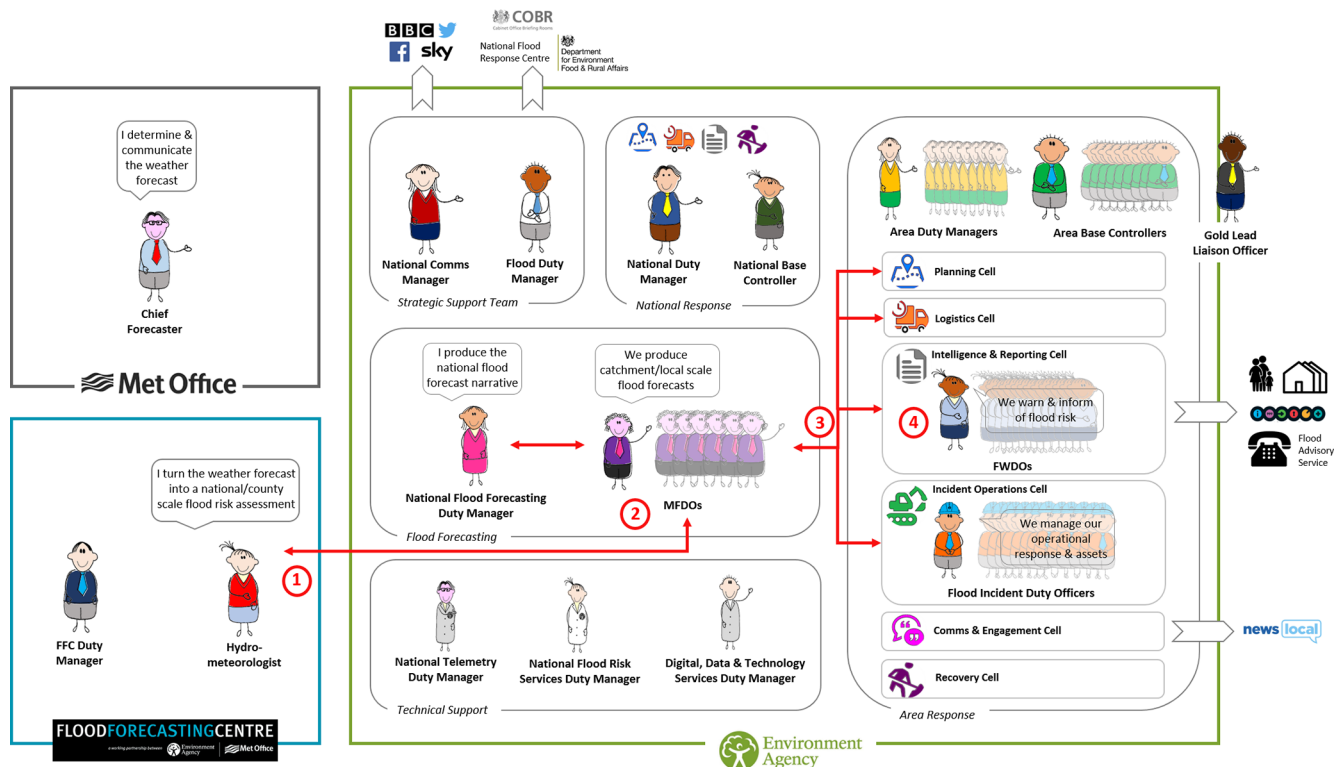 BBC
sky
COBR
Cabinet Office Briefing Rooms
National Flood
Response Centre
Department
for Environment
Food & Rural Affairs
I determine &
communicate
the weather
forecast
Chief
Forecaster
Met Office
I turn the weather forecast
into a national/county
scale flood risk assessment
1
FFC Duty
Manager
Hydro-
meteorologist
FLOODFORECASTINGCENTRE
a working partnership between
Environment
Agency
Met Office
National Comms
Manager
Flood Duty
Manager
Strategic Support Team
National Duty
Manager
National Base
Controller
National Response
I produce the
national flood
forecast narrative
We produce
catchment/local scale
flood forecasts
National Flood Forecasting
Duty Manager
2
MFDOs
Flood Forecasting
3
National Telemetry
Duty Manager
National Flood Risk
Services Duty Manager
Digital, Data & Technology
Services Duty Manager
Technical Support
Area Duty Managers
Area Base Controllers
Gold Lead
Liaison Officer
Planning Cell
Logistics Cell
Intelligence & Reporting Cell
4
We warn & inform
of flood risk
FWDOs
Incident Operations Cell
We manage our
operational
response & assets
Flood Incident Duty Officers
Comms & Engagement Cell
Recovery Cell
Area Response
Flood
Advisory
Service
news local
Environment
Agency